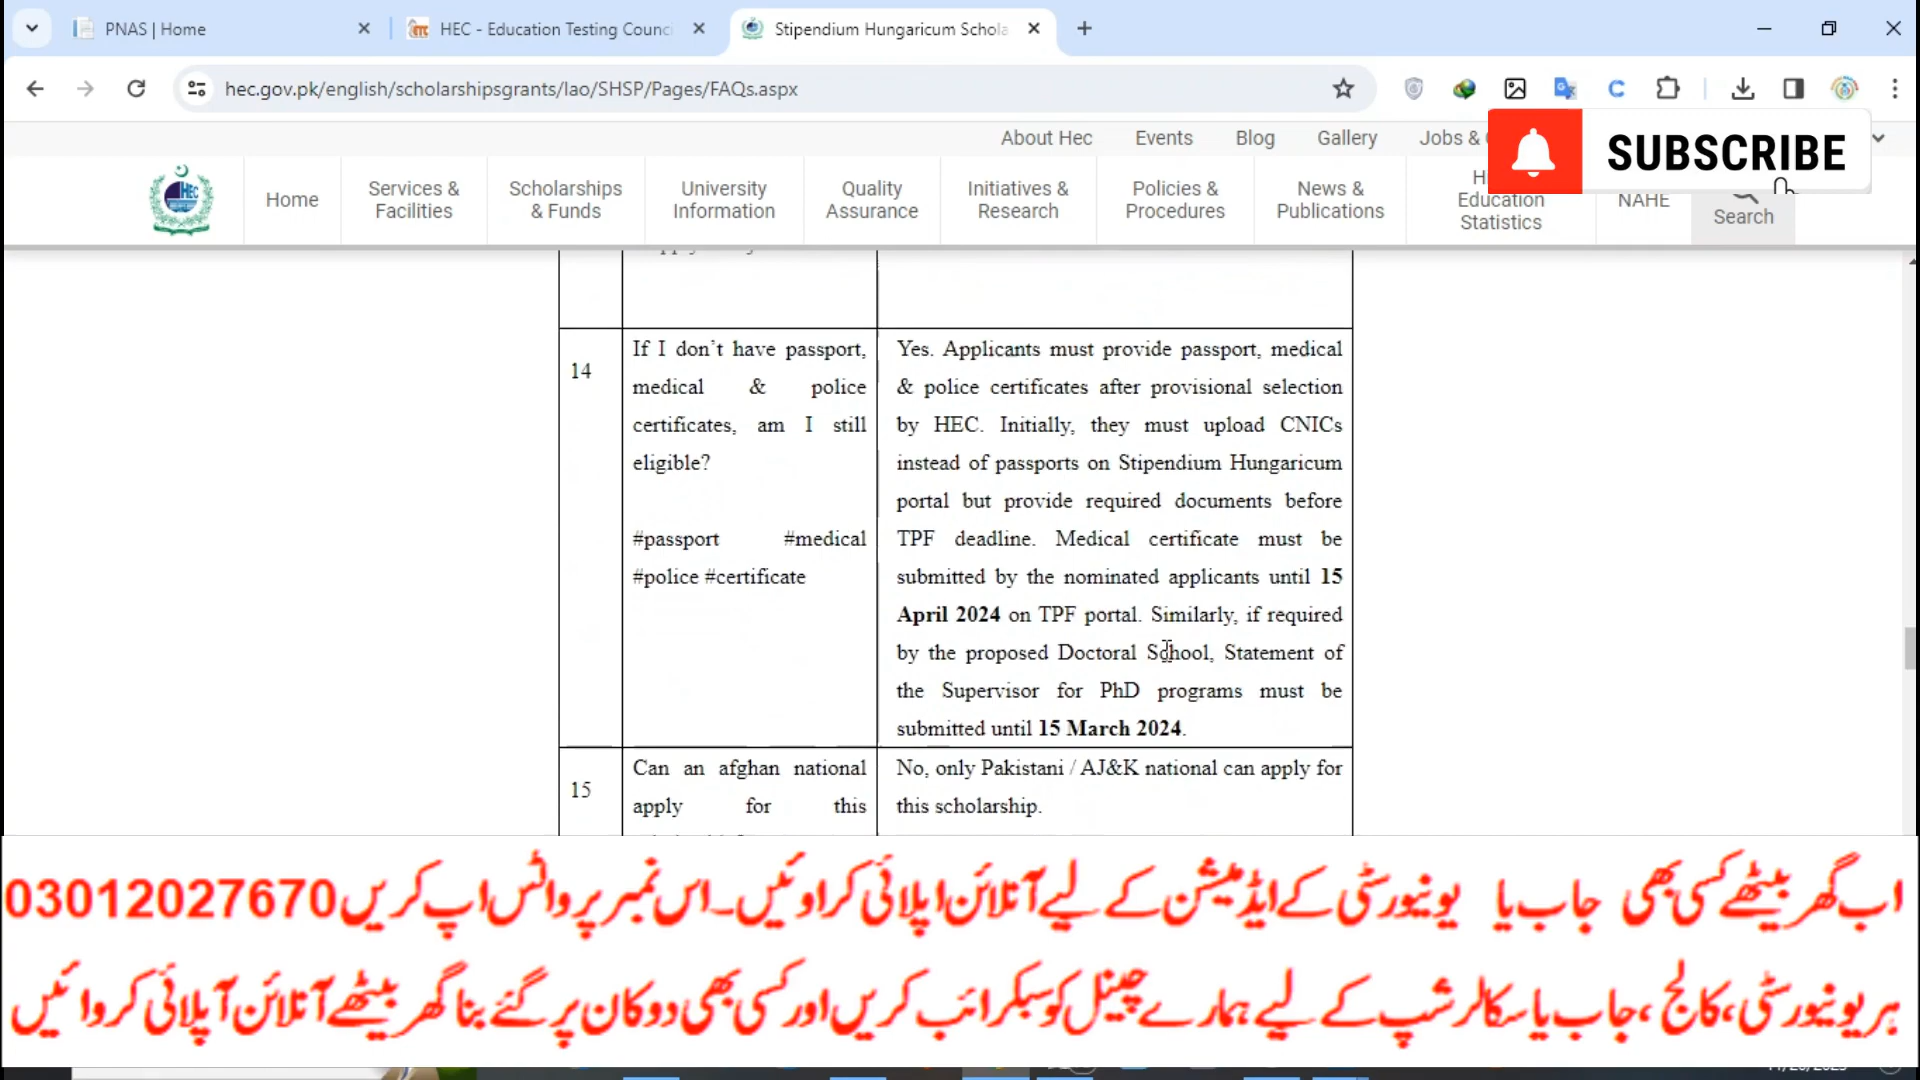 PNAS | Home
HEC - Education Testing Counc
Stipendium Hungaricum Schola
hec.gov.pk/english/scholarshipsgrants/lao/SHSP/Pages/FAQs.aspx
About Hec Events Blog Gallery Jobs &
SUBSCRIBE
HEC
Home
Services & Facilities
Scholarships & Funds
University Information
Quality Assurance
Initiatives & Research
Policies & Procedures
News & Publications
Education Statistics
NAHE
Search
14
If I don't have passport,
medical & police
certificates, am I still
eligible?
#passport #medical
#police #certificate
Yes. Applicants must provide passport, medical
& police certificates after provisional selection
by HEC. Initially, they must upload CNICs
instead of passports on Stipendium Hungaricum
portal but provide required documents before
TPF deadline. Medical certificate must be
submitted by the nominated applicants until 15
April 2024 on TPF portal. Similarly, if required
by the proposed Doctoral School, Statement of
the Supervisor for PhD programs must be
submitted until 15 March 2024.
15
Can an afghan national
apply for this
No, only Pakistani / AJ&K national can apply for
this scholarship.
اب گھر بیٹھے کسی بھی جاب یا یونیورسٹی کے ایڈمیشن کے لیے آنلائن اپلائی کراوئیں۔اس نمبر پر واٹس اپ کریں 03012027670
ہر یونیورسٹی، کالج ،جاب یا سکالرشپ کے لیے ہمارے چینل کو سبکرائب کریں اور کسی بھی دوکان پر گئے بنا گھر بیٹھے آنلائن آپلائی کروائیں